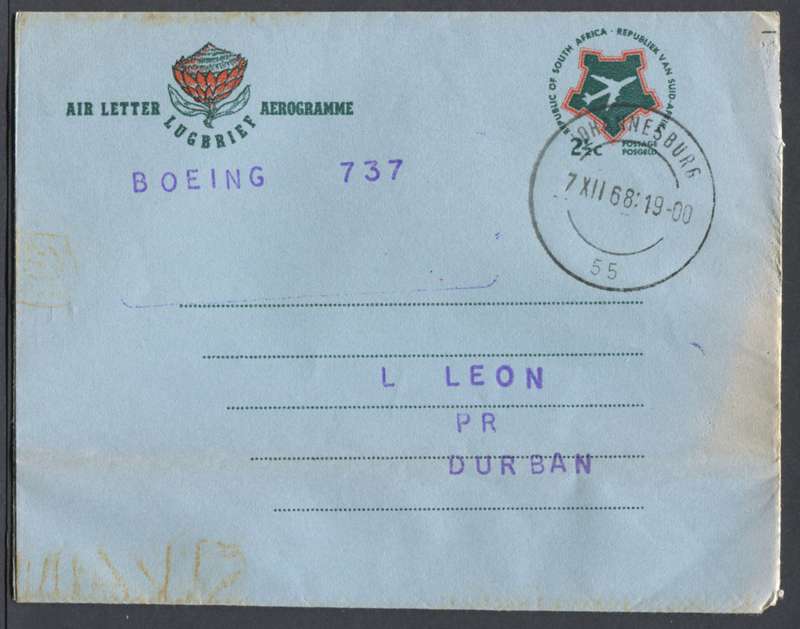 AIR LETTER AEROGRAMME
LUGBRIEF
REPUBLIC OF SOUTH AFRICA · REPUBLIEK VAN SUID-AFRIKA
2½c POSTAGE
POSGELD
JOHANNESBURG
7 XII 68:19-00
55
BOEING 737
L LEON
PR
DURBAN